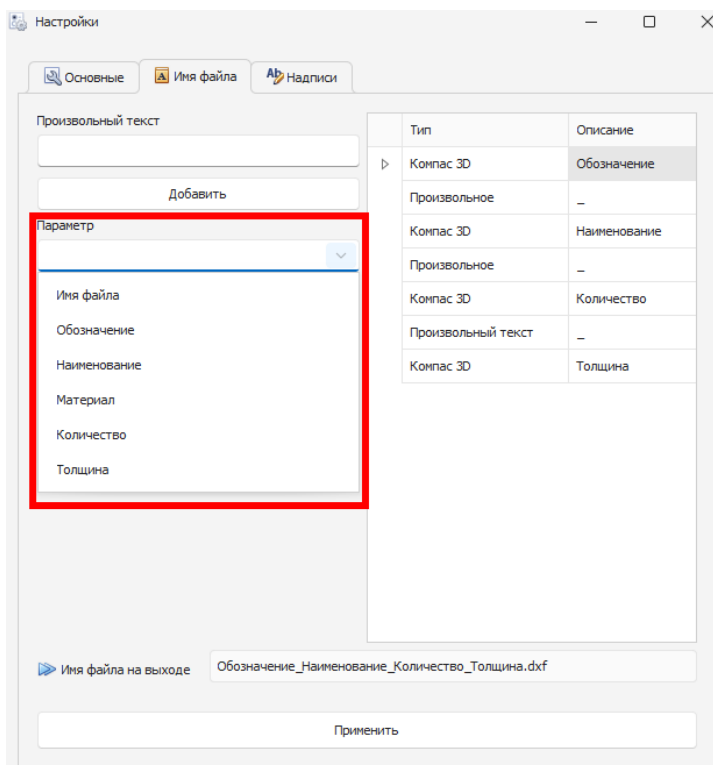 Настройки
Основные
Имя файла
Надписи
Произвольный текст
Добавить
Параметр
Имя файла
Обозначение
Наименование
Материал
Количество
Толщина
Тип Описание
Компас 3D Обозначение
Произвольное _
Компас 3D Наименование
Произвольное _
Компас 3D Количество
Произвольный текст _
Компас 3D Толщина
Имя файла на выходе Обозначение_Наименование_Количество_Толщина.dxf
Применить